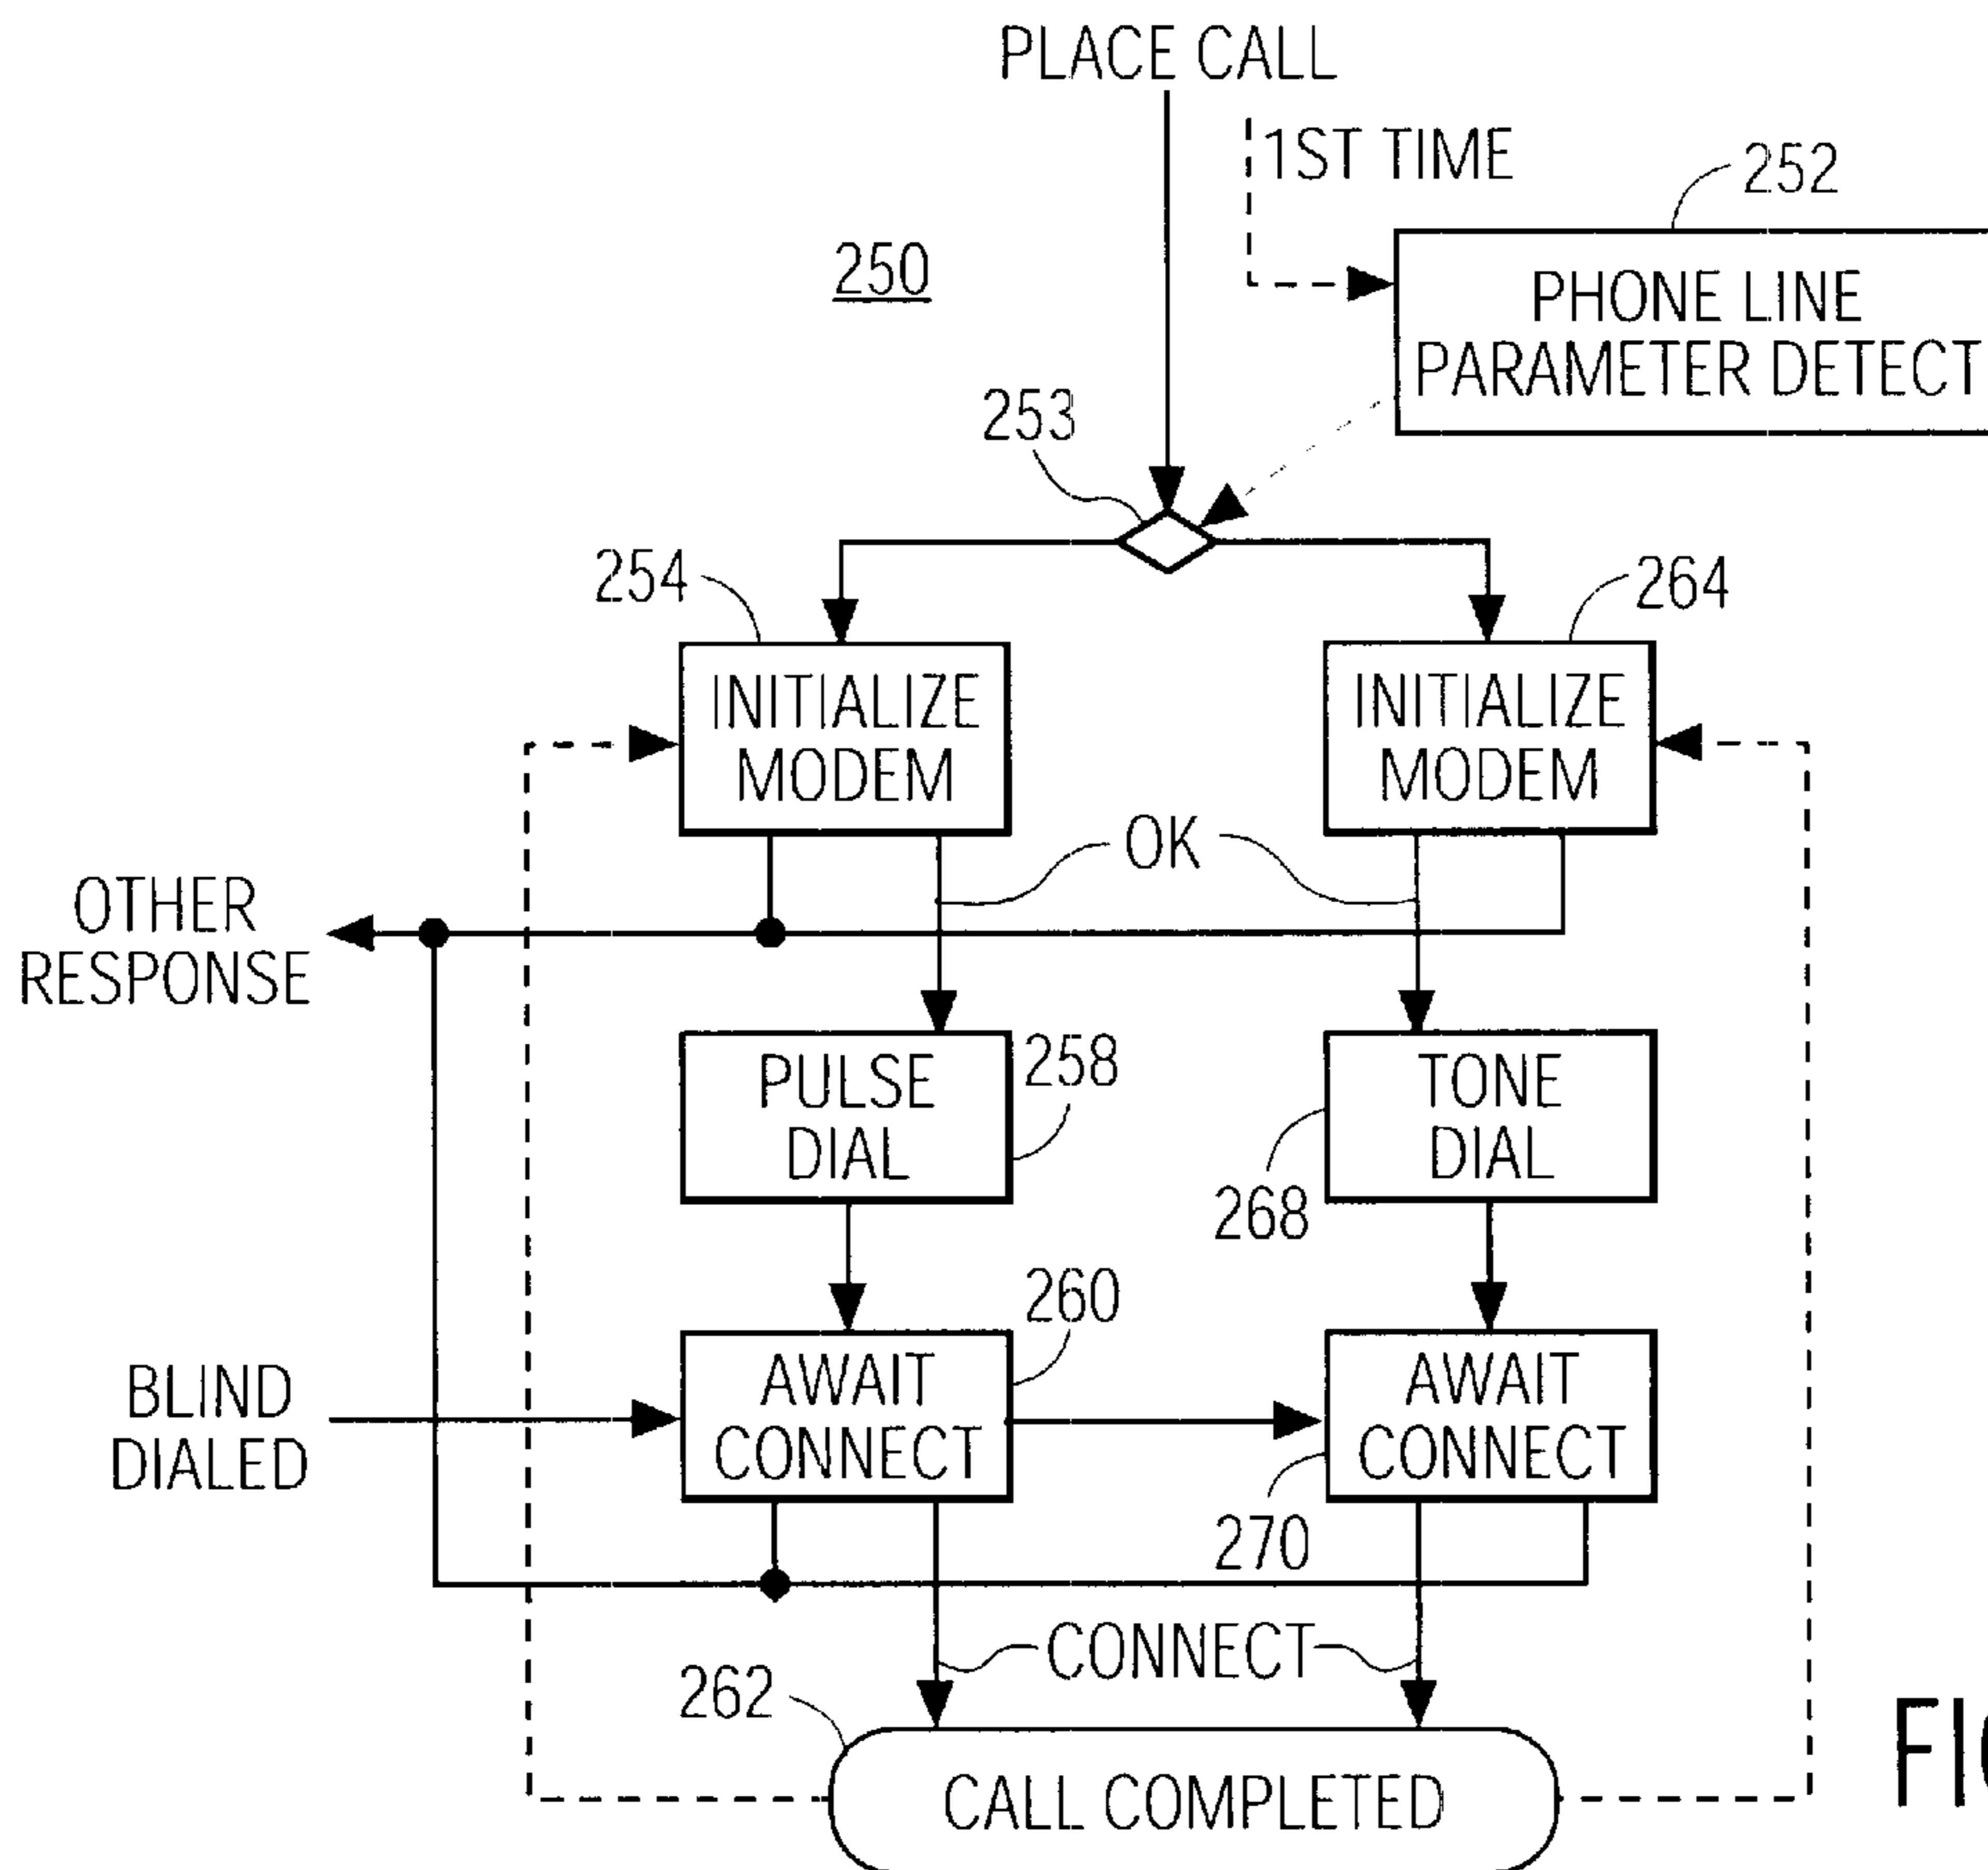 PLACE CALL
1ST TIME
252
250
PHONE LINE
PARAMETER DETECT
253
254
264
INITIALIZE
MODEM
INITIALIZE
MODEM
OK
OTHER
RESPONSE
PULSE
DIAL
258
TONE
DIAL
268
260
BLIND
DIALED
AWAIT
CONNECT
AWAIT
CONNECT
270
CONNECT
262
CALL COMPLETED